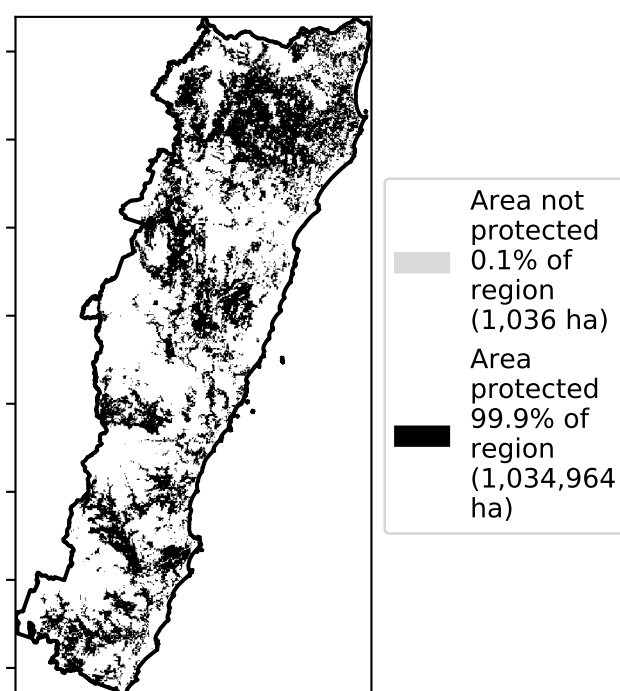 Area not
protected
0.1% of
region
(1,036 ha)
Area
protected
99.9% of
region
(1,034,964
ha)